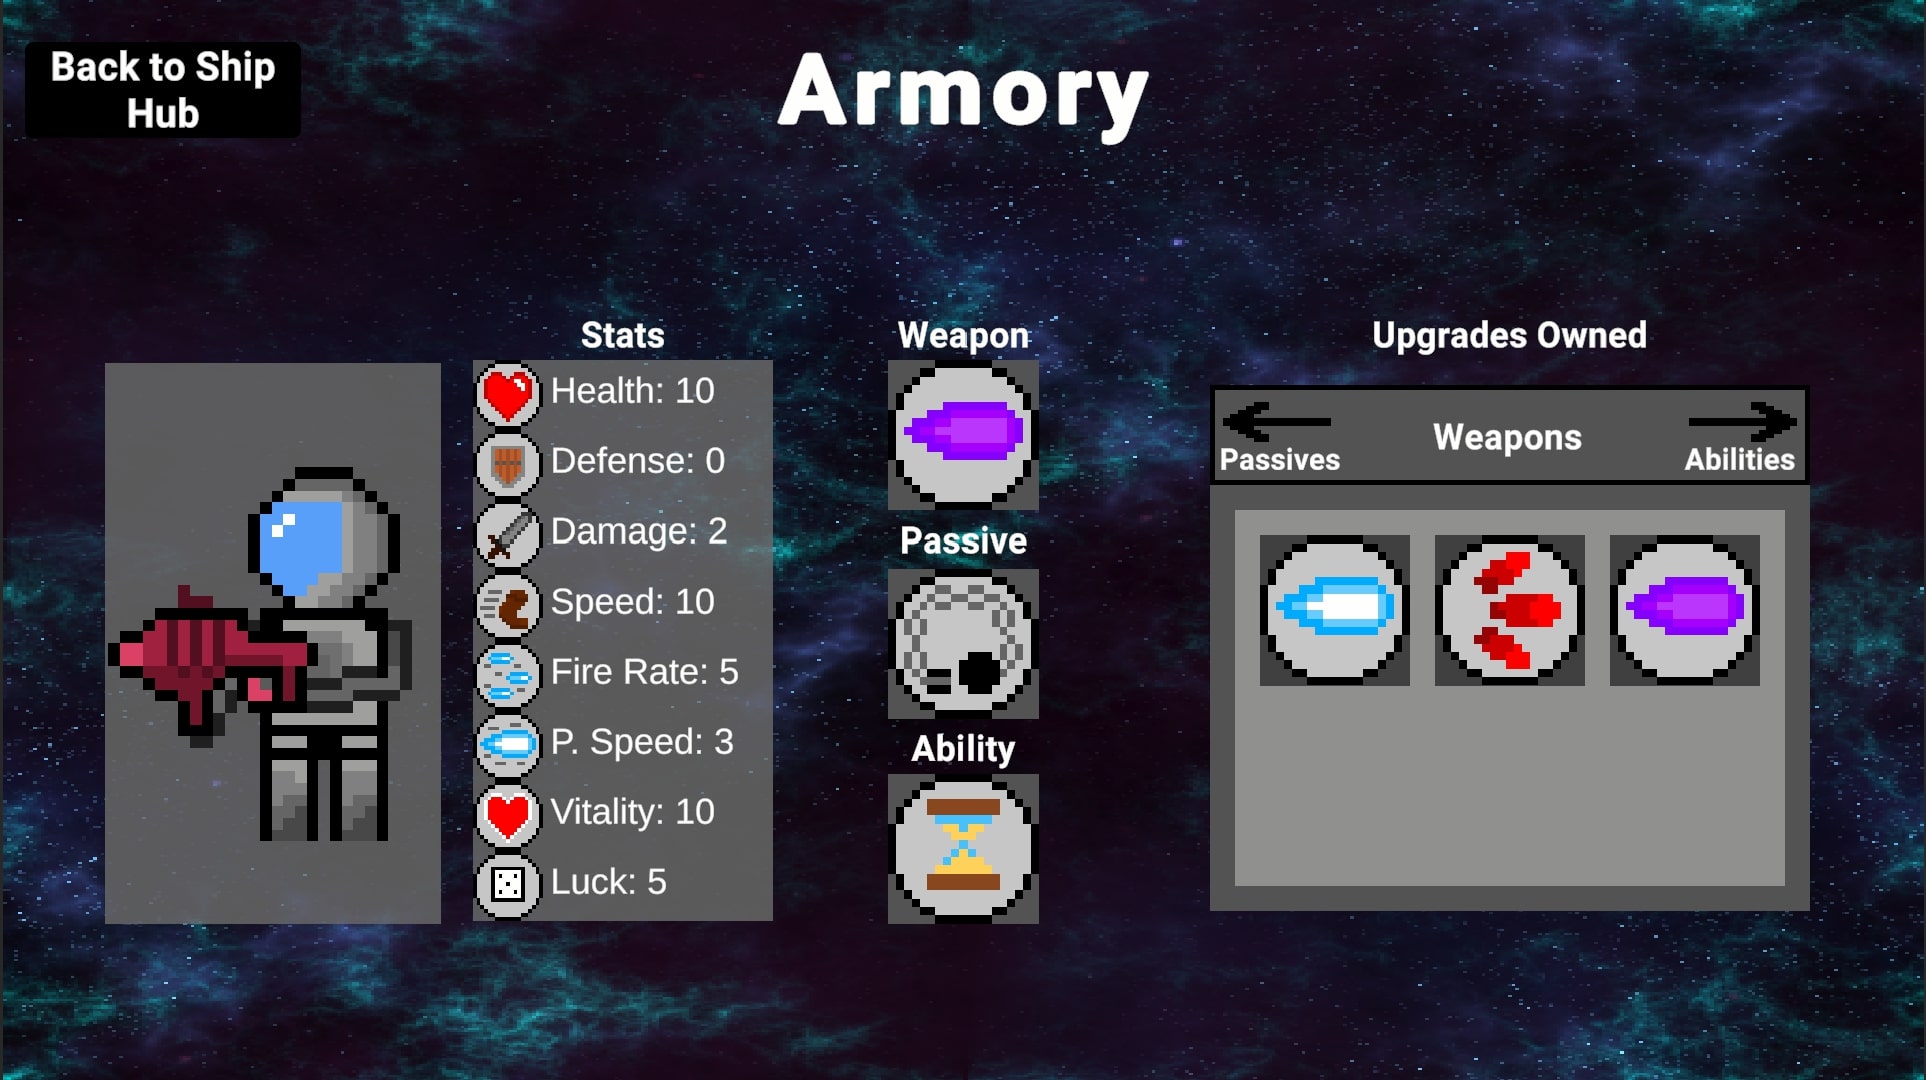 Back to Ship
Hub
Armory
Stats
Health: 10
Defense: 0
Damage: 2
Speed: 10
Fire Rate: 5
P. Speed: 3
Vitality: 10
Luck: 5
Weapon
Passive
Ability
Upgrades Owned
Passives
Weapons
Abilities